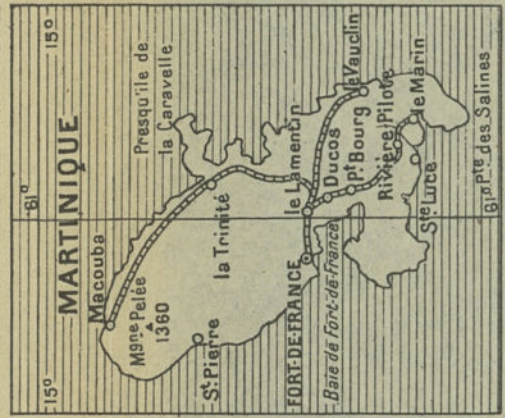 15°
61°
15°
MARTINIQUE
Macouba
Mgne Pelée
1360
Presqu'île de
la Caravelle
la Trinité
St Pierre
FORT-DE-FRANCE
le Lamentin
Baie de Fort-de-France
Ducos
Pt Bourg
le Vauclin
Rivière Pilote
le Marin
Ste Luce
61°
Pte des Salines